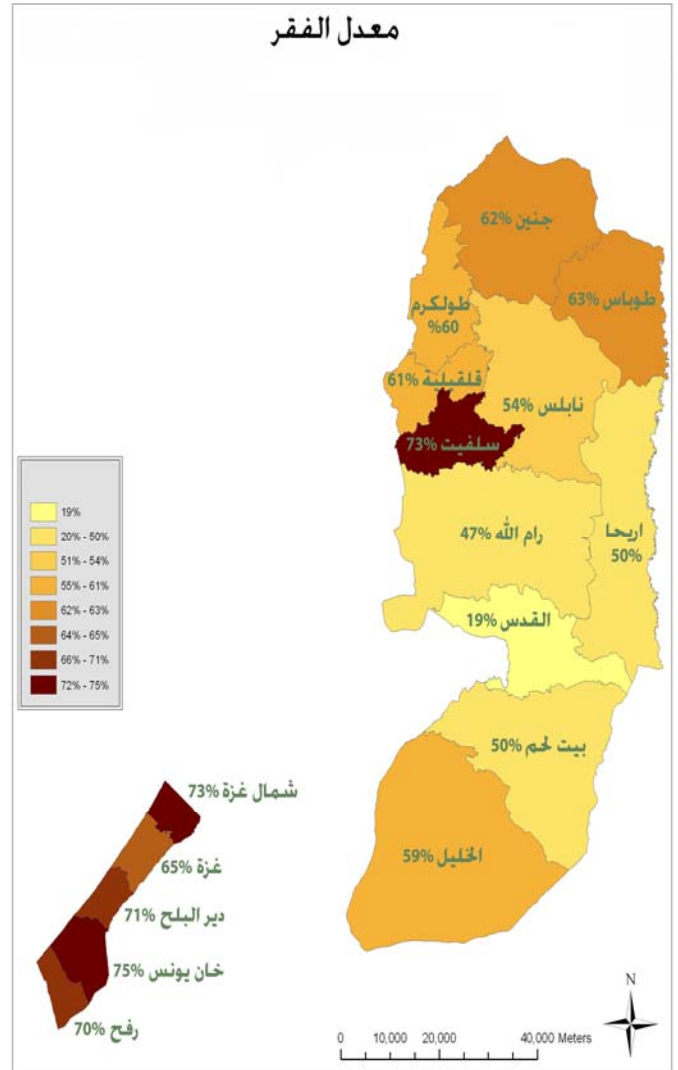 معدل الفقر
جنين 62%
طوباس 63%
طولكرم
%60
قلقيلية 61%
نابلس 54%
سلفيت 73%
اريحا
50%
رام الله 47%
القدس 19%
بيت لحم 50%
الخليل 59%
19%
20% - 50%
51% - 54%
55% - 61%
62% - 63%
64% - 65%
66% - 71%
72% - 75%
شمال غزة 73%
غزة
65%
دير البلح
71%
خان يونس 75%
رفح 70%
N
0 10,000 20,000 40,000 Meters